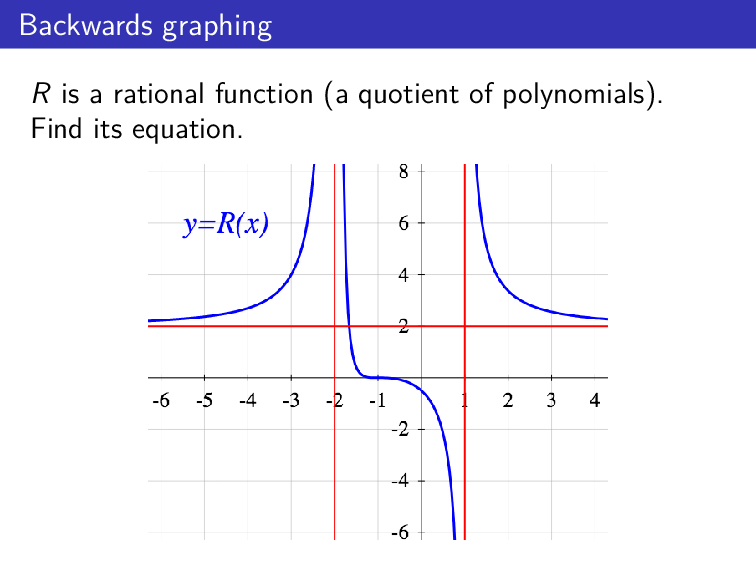 Backwards graphing
R is a rational function (a quotient of polynomials).
Find its equation.
8
y=R(x)
6
4
2
-6 -5 -4 -3 -2 -1 1 2 3 4
-2
-4
-6